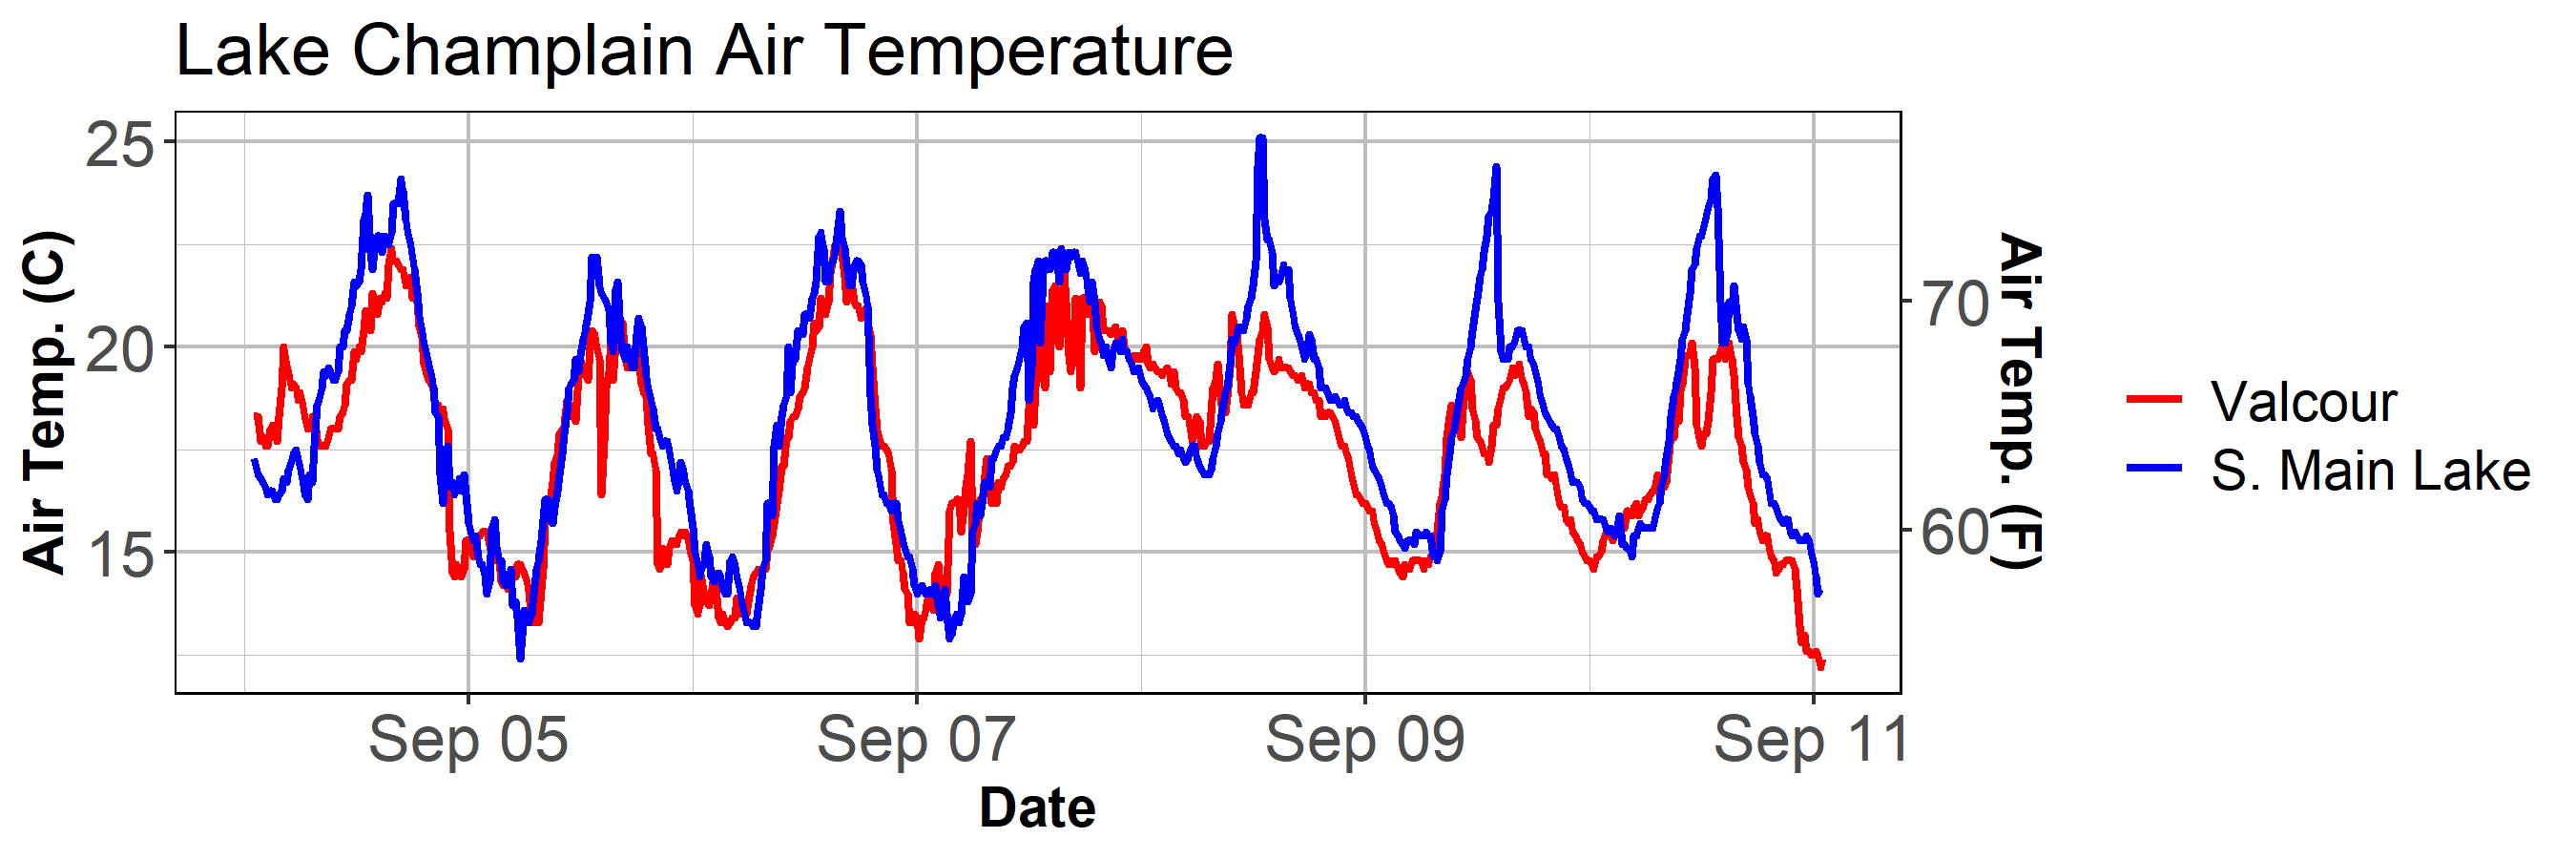 Lake Champlain Air Temperature
25
20
15
Air Temp. (C)
70
60
Air Temp. (F)
Valcour
S. Main Lake
Sep 05
Sep 07
Sep 09
Sep 11
Date